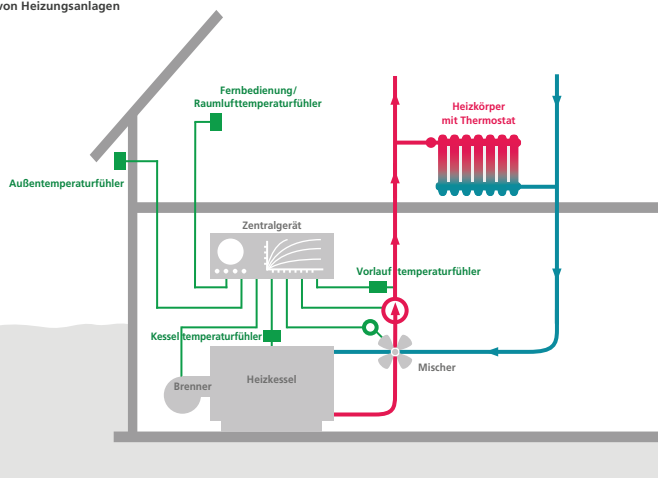 von Heizungsanlagen
Fernbedienung/
Raumlufttemperaturfühler
Heizkörper
mit Thermostat
Außentemperaturfühler
Zentralgerät
Vorlauftemperaturfühler
Kesseltemperaturfühler
Mischer
Brenner
Heizkessel